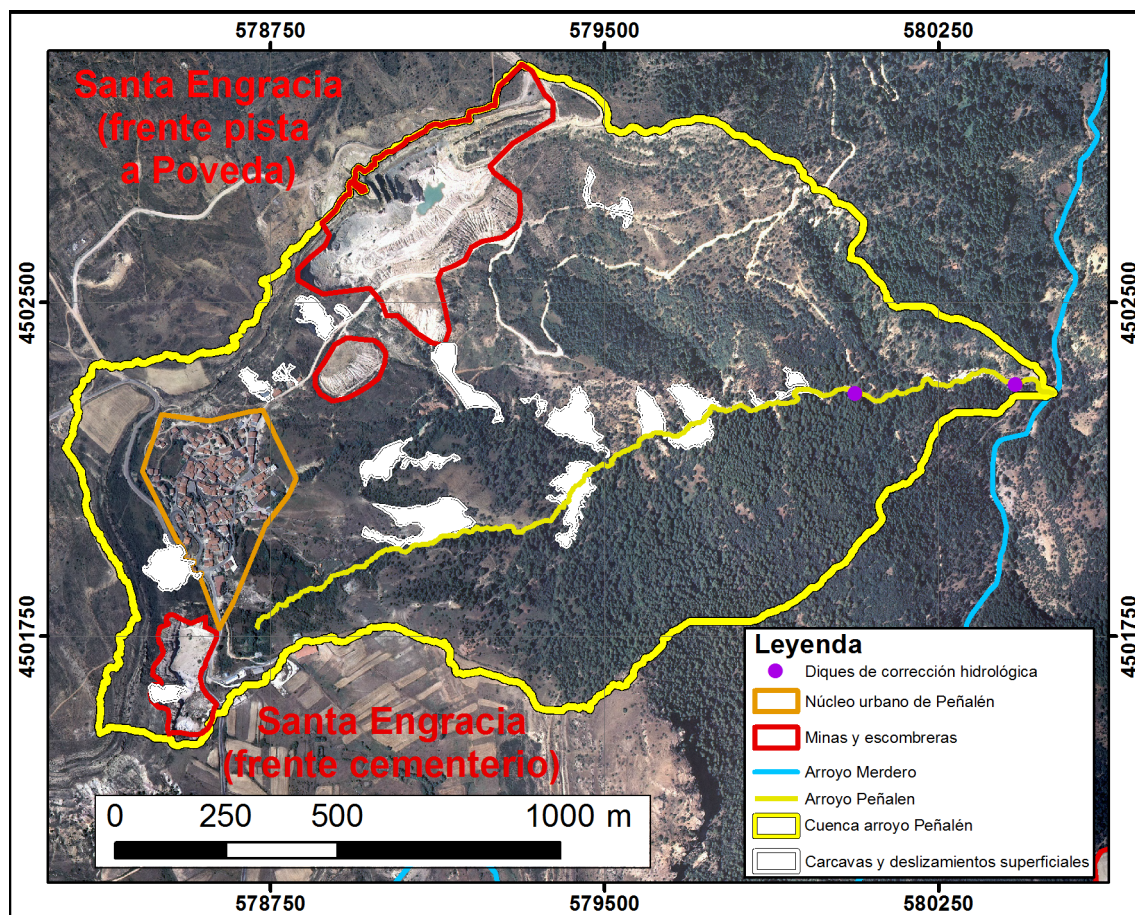 578750
579500
580250
Santa Engracia
(frente pista
a Poveda)
4502500
4502500
4501750
4501750
Santa Engracia
(frente cementerio)
0
250
500
1000 m
Leyenda
Diques de corrección hidrológica
Núcleo urbano de Peñalén
Minas y escombreras
Arroyo Merdero
Arroyo Peñalen
Cuenca arroyo Peñalén
Carcavas y deslizamientos superficiales
578750
579500
580250